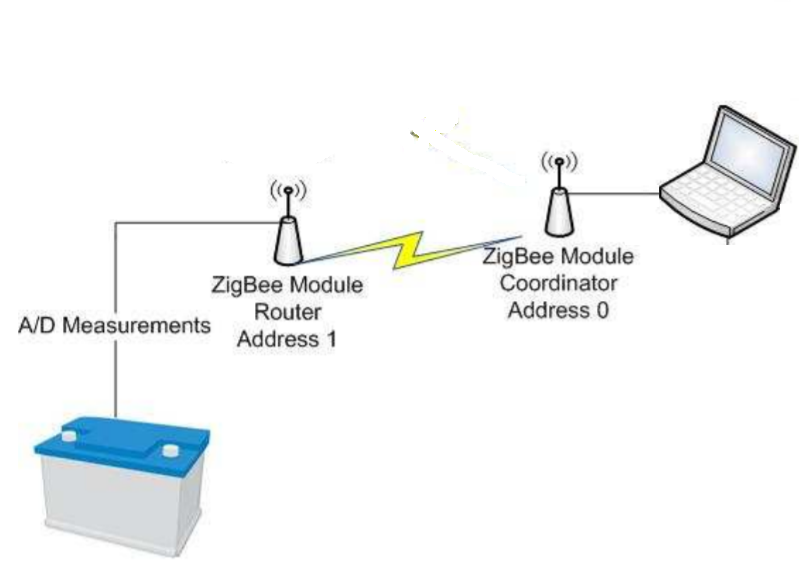 ZigBee Module
Coordinator
Address 0
ZigBee Module
Router
Address 1
A/D Measurements